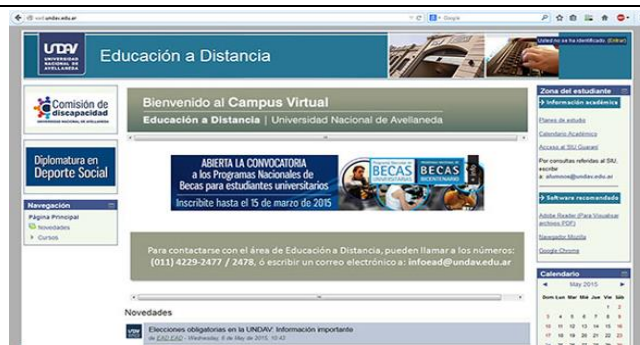 ead.undav.edu.ar
Google
UNDAV
UNIVERSIDAD
NACIONAL DE
AVELLANEDA
Educación a Distancia
Usted no se ha identificado. (Entrar)
Comisión de
discapacidad
UNIVERSIDAD NACIONAL DE AVELLANEDA
Diplomatura en
Deporte Social
Navegación
Página Principal
Novedades
Cursos
Bienvenido al Campus Virtual
Educación a Distancia | Universidad Nacional de Avellaneda
ABIERTA LA CONVOCATORIA
a los Programas Nacionales de
Becas para estudiantes universitarios
Inscribite hasta el 15 de marzo de 2015
BECAS
UNIVERSITARIAS
BECAS
BICENTENARIO
Para contactarse con el área de Educación a Distancia, pueden llamar a los números:
(011) 4229-2477 / 2478, ó escribir un correo electrónico a: infoead@undav.edu.ar
Novedades
Elecciones obligatorias en la UNDAV: Información importante
de EAD EAD - Wednesday, 6 de May de 2015, 10:43
Zona del estudiante
Información académica
Planes de estudio
Calendario Académico
Acceso al SIU Guaraní
Por consultas referidas al SIU,
escribir
a: alumnos@undav.edu.ar
Software recomendado
Adobe Reader (Para Visualisar
archivos PDF)
Navegador Mozilla
Google Chrome
Calendario
May 2015
Dom Lun Mar Mié Jue Vie Sáb
1 2
3 4 5 6 7 8 9
10 11 12 13 14 15 16
17 18 19 20 21 22 23